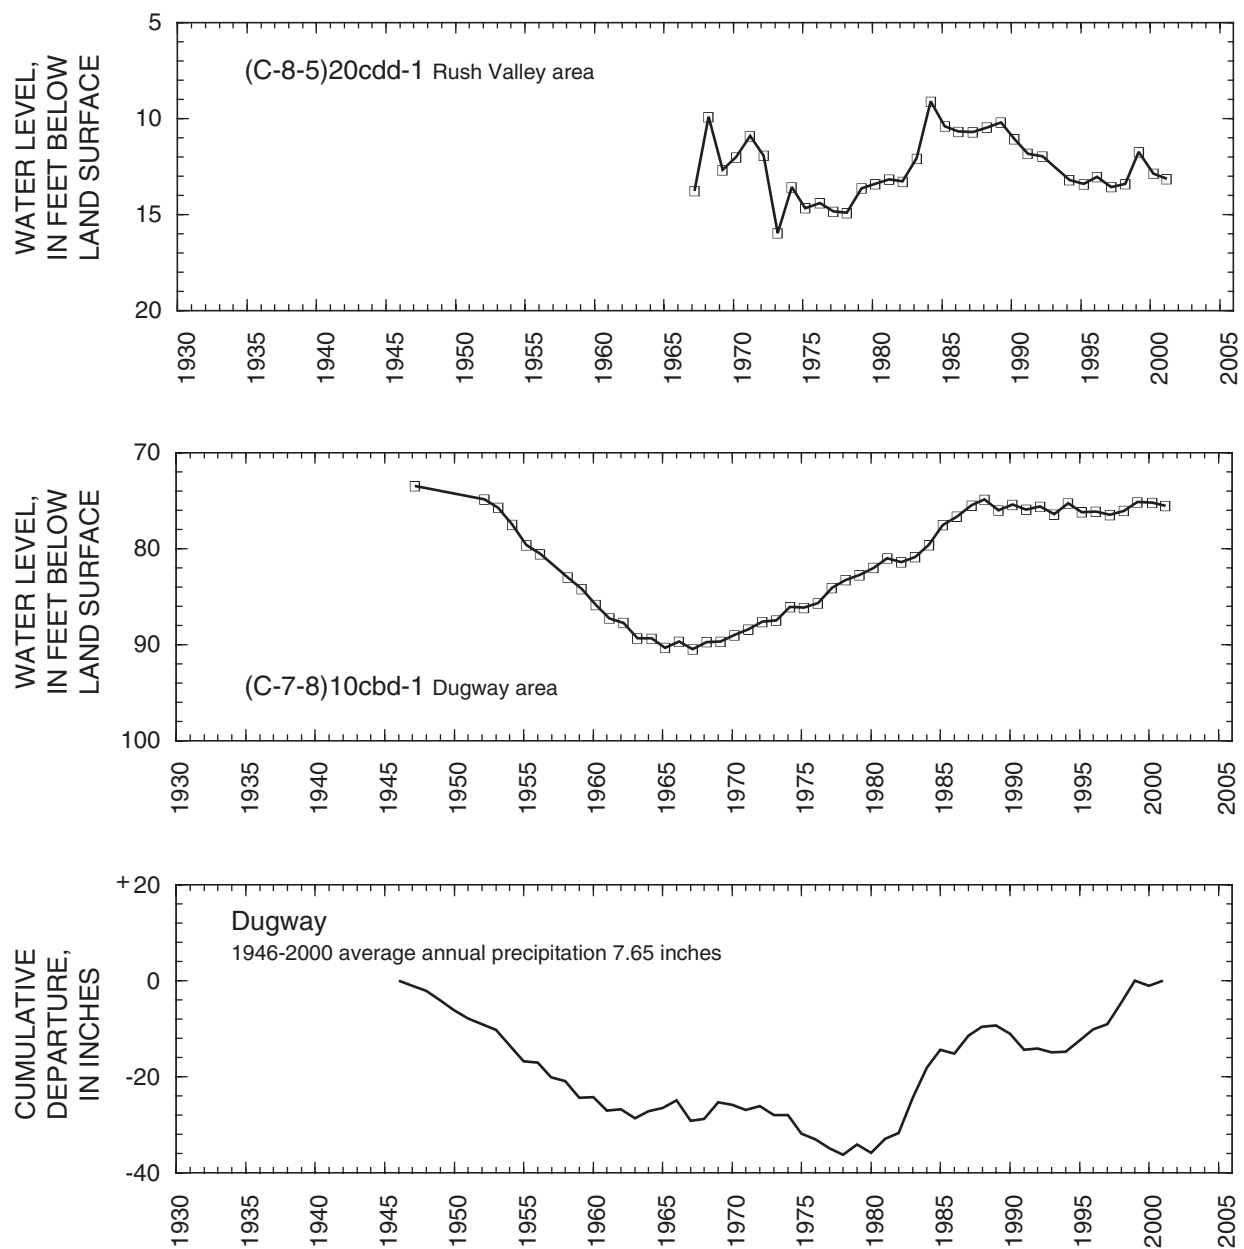 WATER LEVEL,
IN FEET BELOW
LAND SURFACE
5
10
15
20
(C-8-5)20cdd-1 Rush Valley area
1930 1935 1940 1945 1950 1955 1960 1965 1970 1975 1980 1985 1990 1995 2000 2005
WATER LEVEL,
IN FEET BELOW
LAND SURFACE
70
80
90
100
(C-7-8)10cbd-1 Dugway area
1930 1935 1940 1945 1950 1955 1960 1965 1970 1975 1980 1985 1990 1995 2000 2005
CUMULATIVE
DEPARTURE,
IN INCHES
+20
0
-20
-40
Dugway
1946-2000 average annual precipitation 7.65 inches
1930 1935 1940 1945 1950 1955 1960 1965 1970 1975 1980 1985 1990 1995 2000 2005